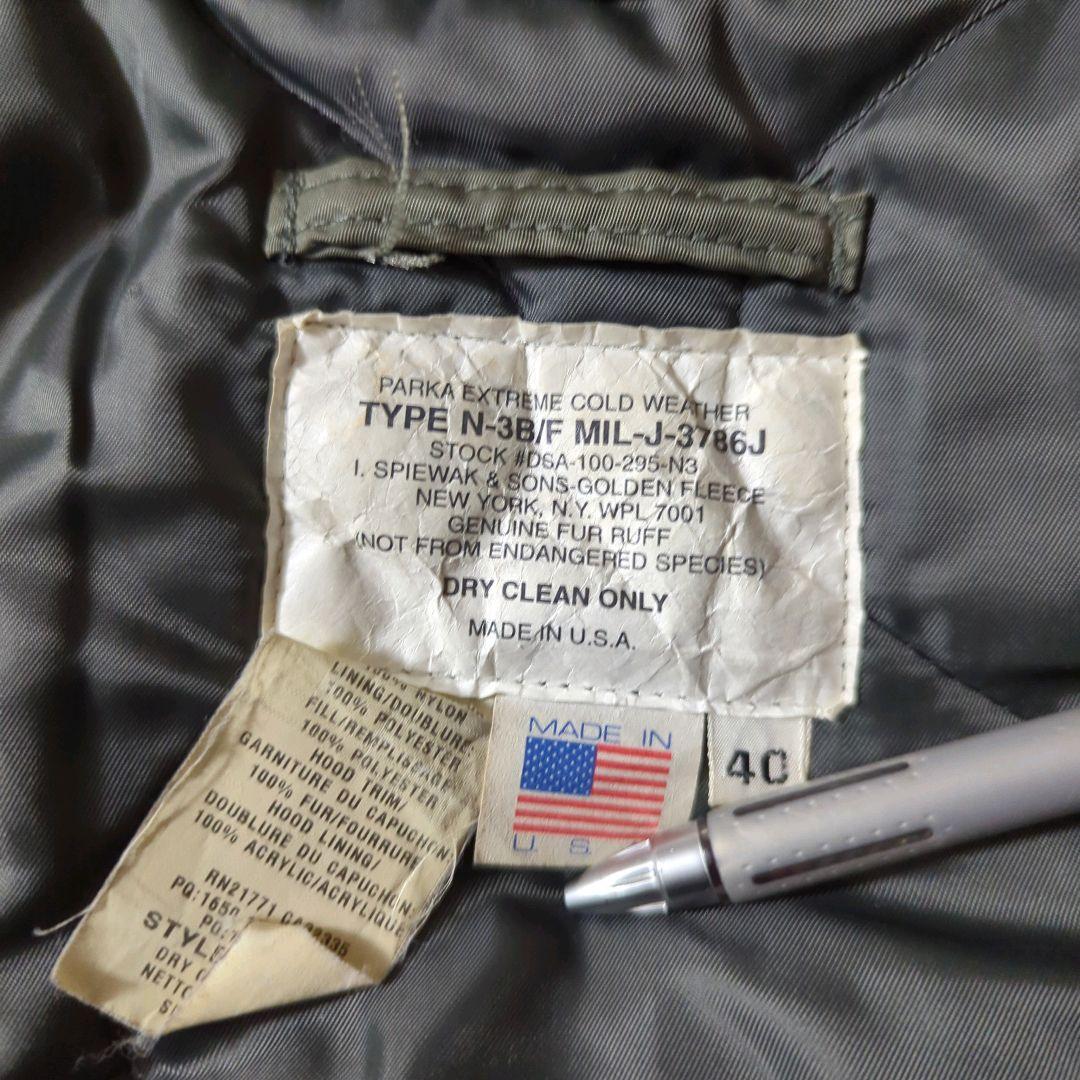 PARKA EXTREME COLD WEATHER
TYPE N-3B/F MIL-J-3786J
STOCK #DSA-100-295-N3
I. SPIEWAK & SONS-GOLDEN FLEECE
NEW YORK, N.Y. WPL 7001
GENUINE FUR RUFF
(NOT FROM ENDANGERED SPECIES)
DRY CLEAN ONLY
MADE IN U.S.A.
100% NYLON
LINING/DOUBLURE:
100% POLYESTER
FILL/REMPLISSAGE
100% POLYESTER
HOOD TRIM/
GARNITURE DU CAPUCHON
100% FUR/FOURRURE
HOOD LINING/
DOUBLURE DU CAPUCHON:
100% ACRYLIC/ACRYLIQUE
RN21771
STYLE
DRY
MADE IN
U. S.
40